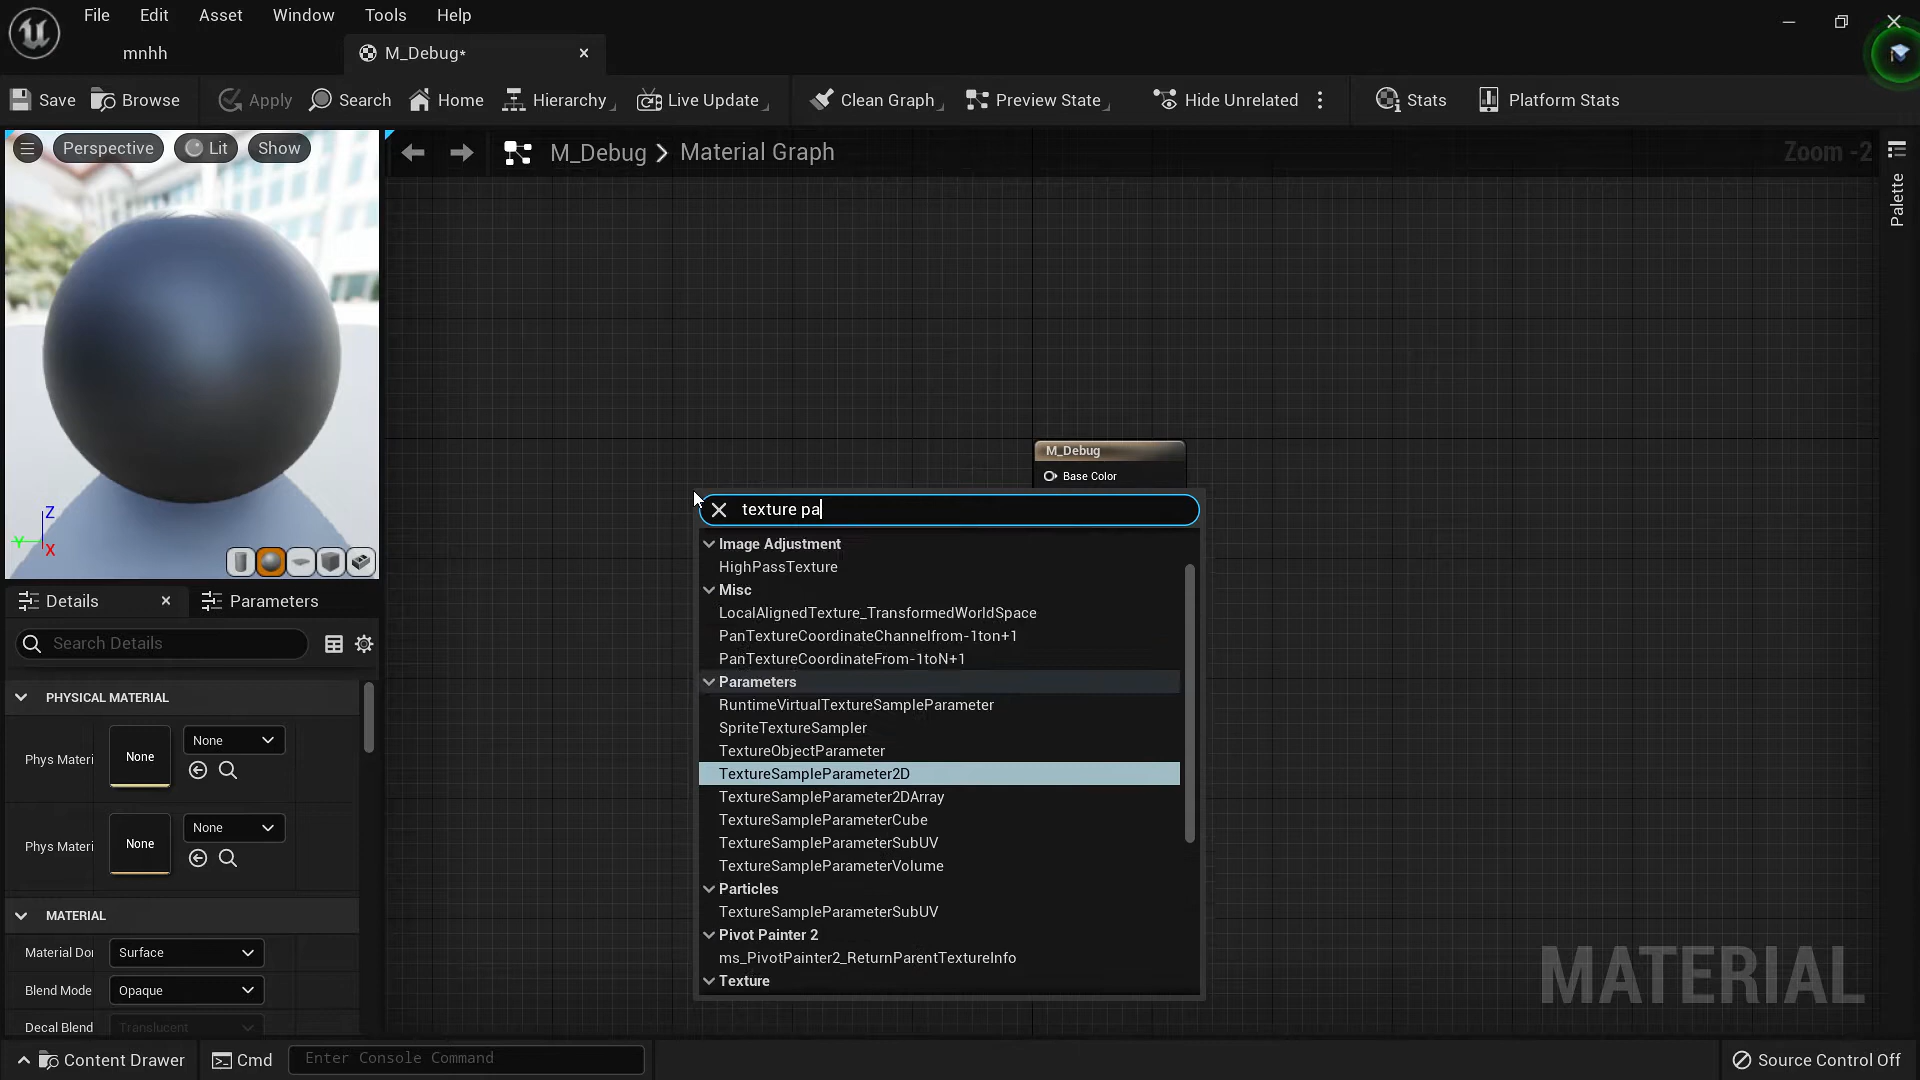 File Edit Asset Window Tools Help
mnhh
M_Debug*
Save Browse Apply Search Home Hierarchy Live Update Clean Graph Preview State Hide Unrelated Stats Platform Stats
Perspective Lit Show
M_Debug > Material Graph
Zoom -2
Palette
M_Debug
Base Color
texture pa
Image Adjustment
HighPassTexture
Misc
LocalAlignedTexture_TransformedWorldSpace
PanTextureCoordinateChannelfrom-1ton+1
PanTextureCoordinateFrom-1toN+1
Parameters
RuntimeVirtualTextureSampleParameter
SpriteTextureSampler
TextureObjectParameter
TextureSampleParameter2D
TextureSampleParameter2DArray
TextureSampleParameterCube
TextureSampleParameterSubUV
TextureSampleParameterVolume
Particles
TextureSampleParameterSubUV
Pivot Painter 2
ms_PivotPainter2_ReturnParentTextureInfo
Texture
Z
Y
X
Details Parameters
Search Details
PHYSICAL MATERIAL
Phys Materi None None
Phys Materi None None
MATERIAL
Material Dor Surface
Blend Mode Opaque
Decal Blend Translucent
MATERIAL
Content Drawer Cmd Enter Console Command Source Control Off